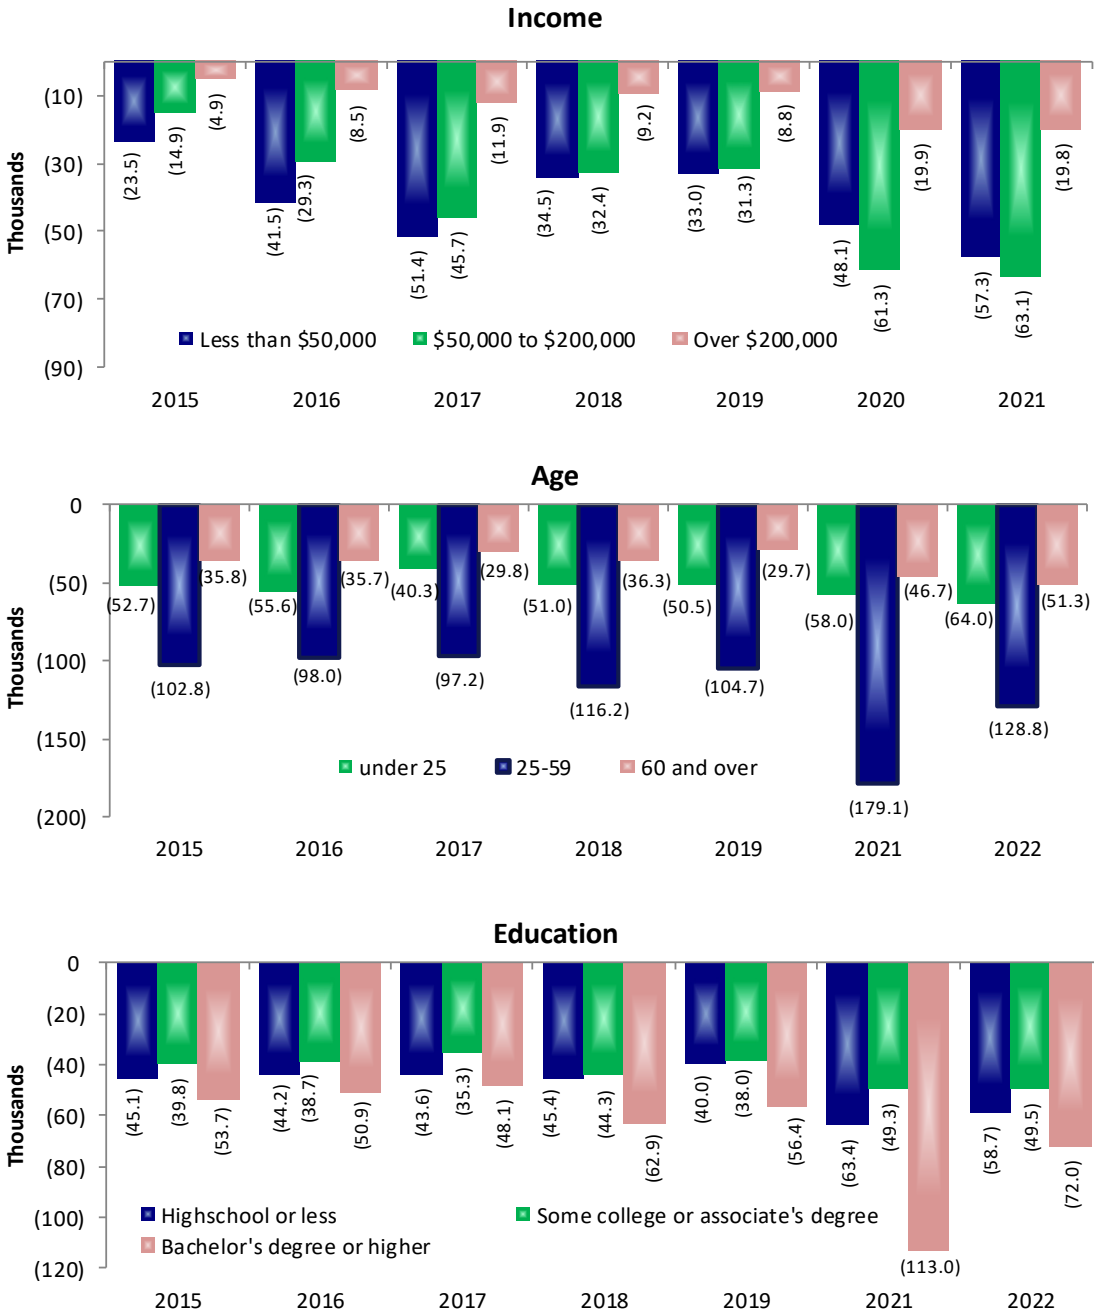 Income
Thousands
(10)
(30)
(50)
(70)
(90)
(23.5) (14.9) (4.9) (41.5) (29.3) (8.5) (51.4) (45.7) (11.9) (34.5) (32.4) (9.2) (33.0) (31.3) (8.8) (48.1) (61.3) (19.9) (57.3) (63.1) (19.8)
Less than $50,000 $50,000 to $200,000 Over $200,000
2015 2016 2017 2018 2019 2020 2021
Age
Thousands
0
(50)
(100)
(150)
(200)
(52.7) (102.8) (35.8) (55.6) (98.0) (35.7) (40.3) (97.2) (29.8) (51.0) (116.2) (36.3) (50.5) (104.7) (29.7) (58.0) (179.1) (46.7) (64.0) (128.8) (51.3)
under 25 25-59 60 and over
2015 2016 2017 2018 2019 2021 2022
Education
Thousands
0
(20)
(40)
(60)
(80)
(100)
(120)
(45.1) (39.8) (53.7) (44.2) (38.7) (50.9) (43.6) (35.3) (48.1) (45.4) (44.3) (62.9) (40.0) (38.0) (56.4) (63.4) (49.3) (113.0) (58.7) (49.5) (72.0)
Highschool or less Some college or associate's degree
Bachelor's degree or higher
2015 2016 2017 2018 2019 2021 2022